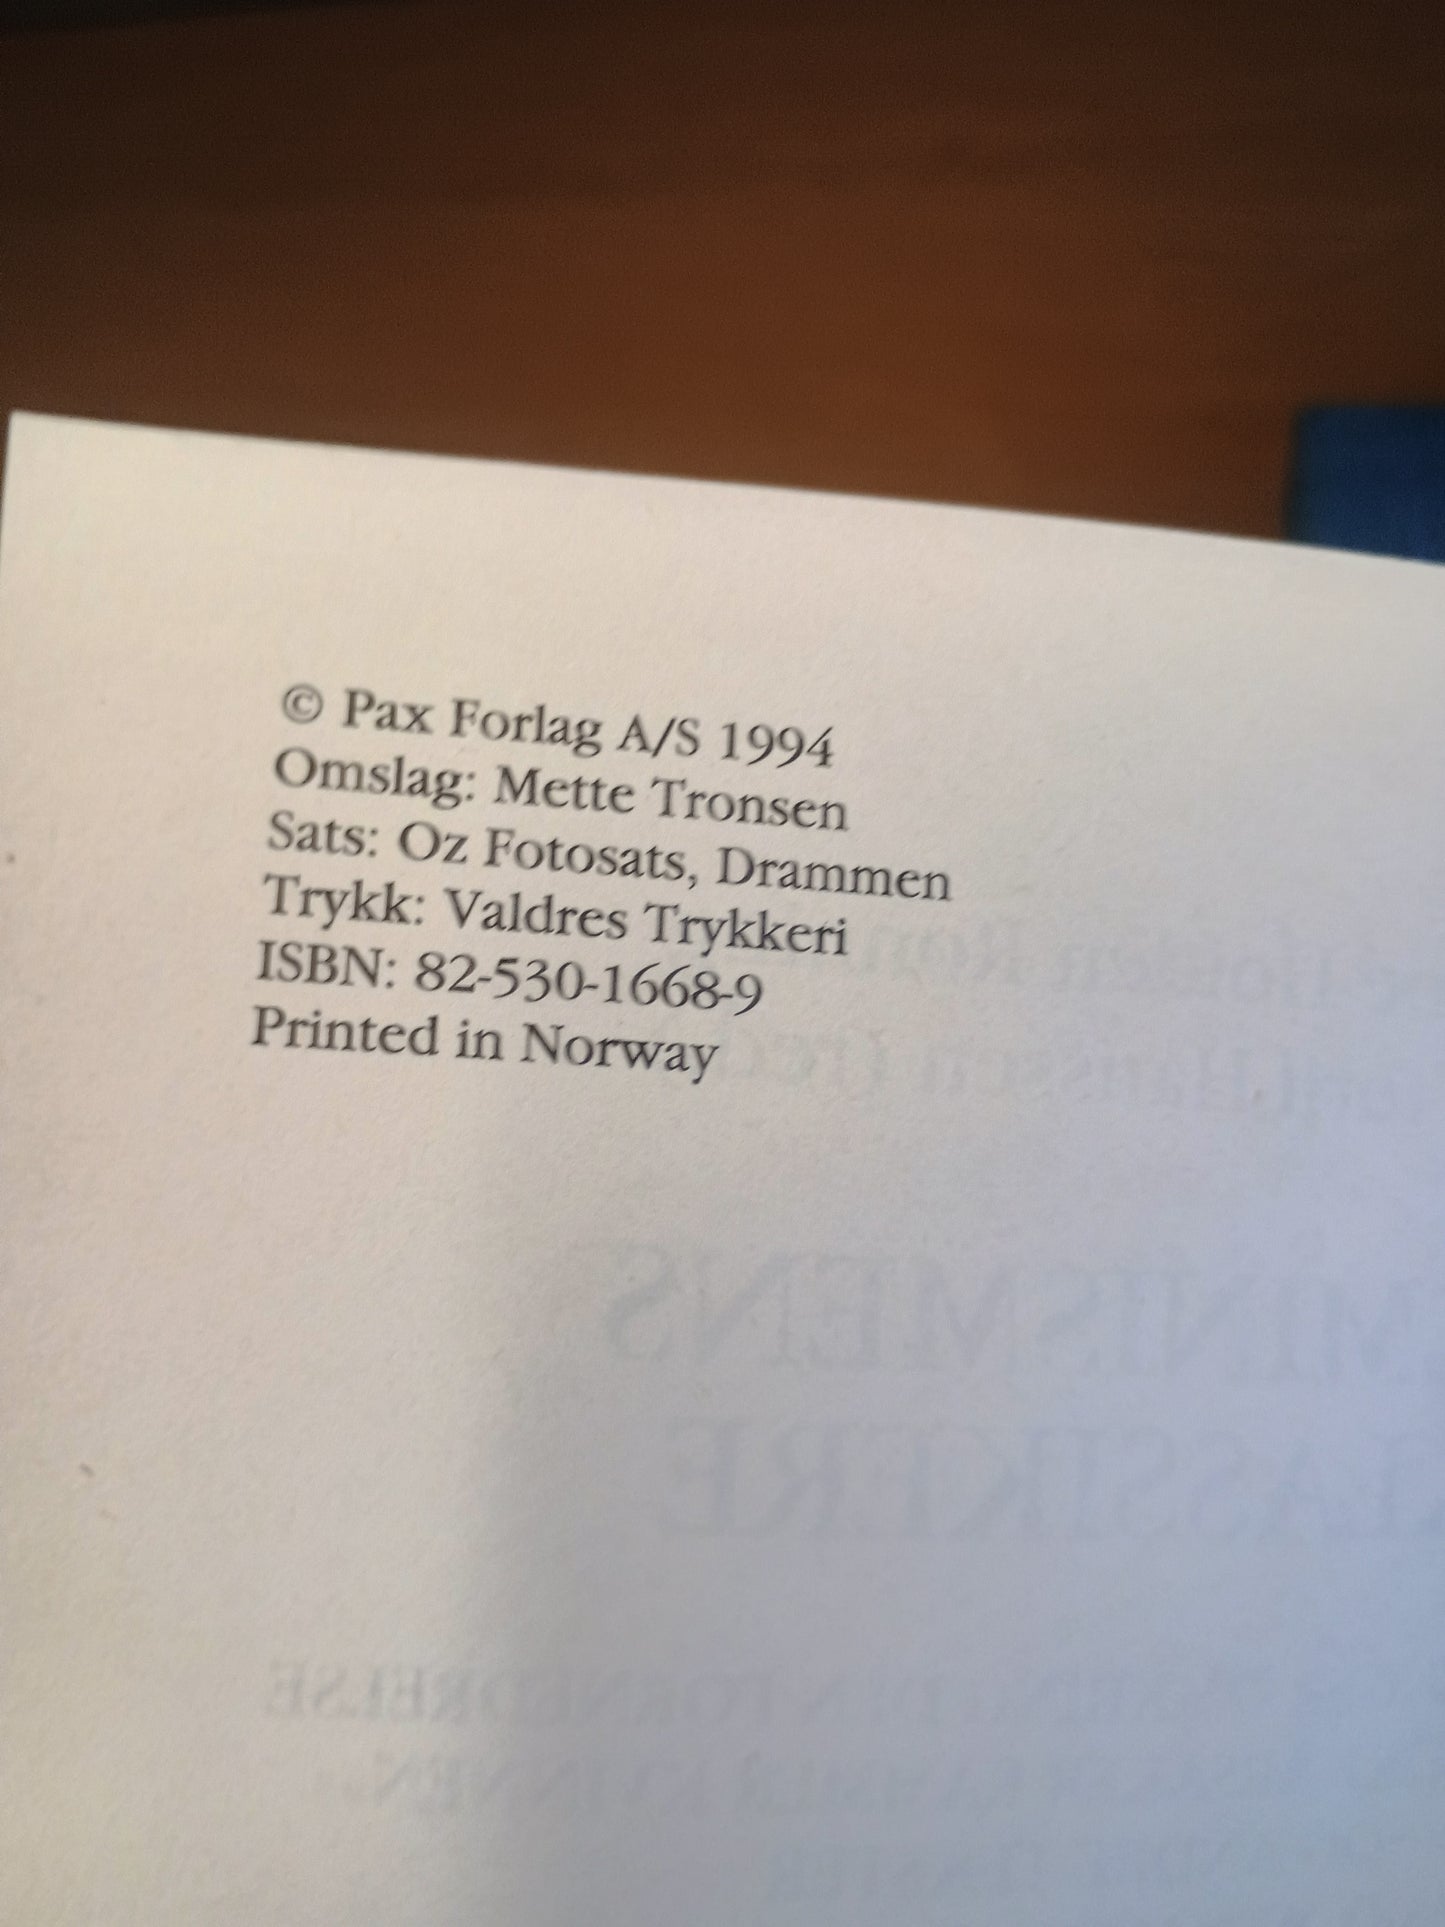 © Pax Forlag A/S 1994
Omslag: Mette Tronsen
Sats: Oz Fotosats, Drammen
Trykk: Valdres Trykkeri
ISBN: 82-530-1668-9
Printed in Norway